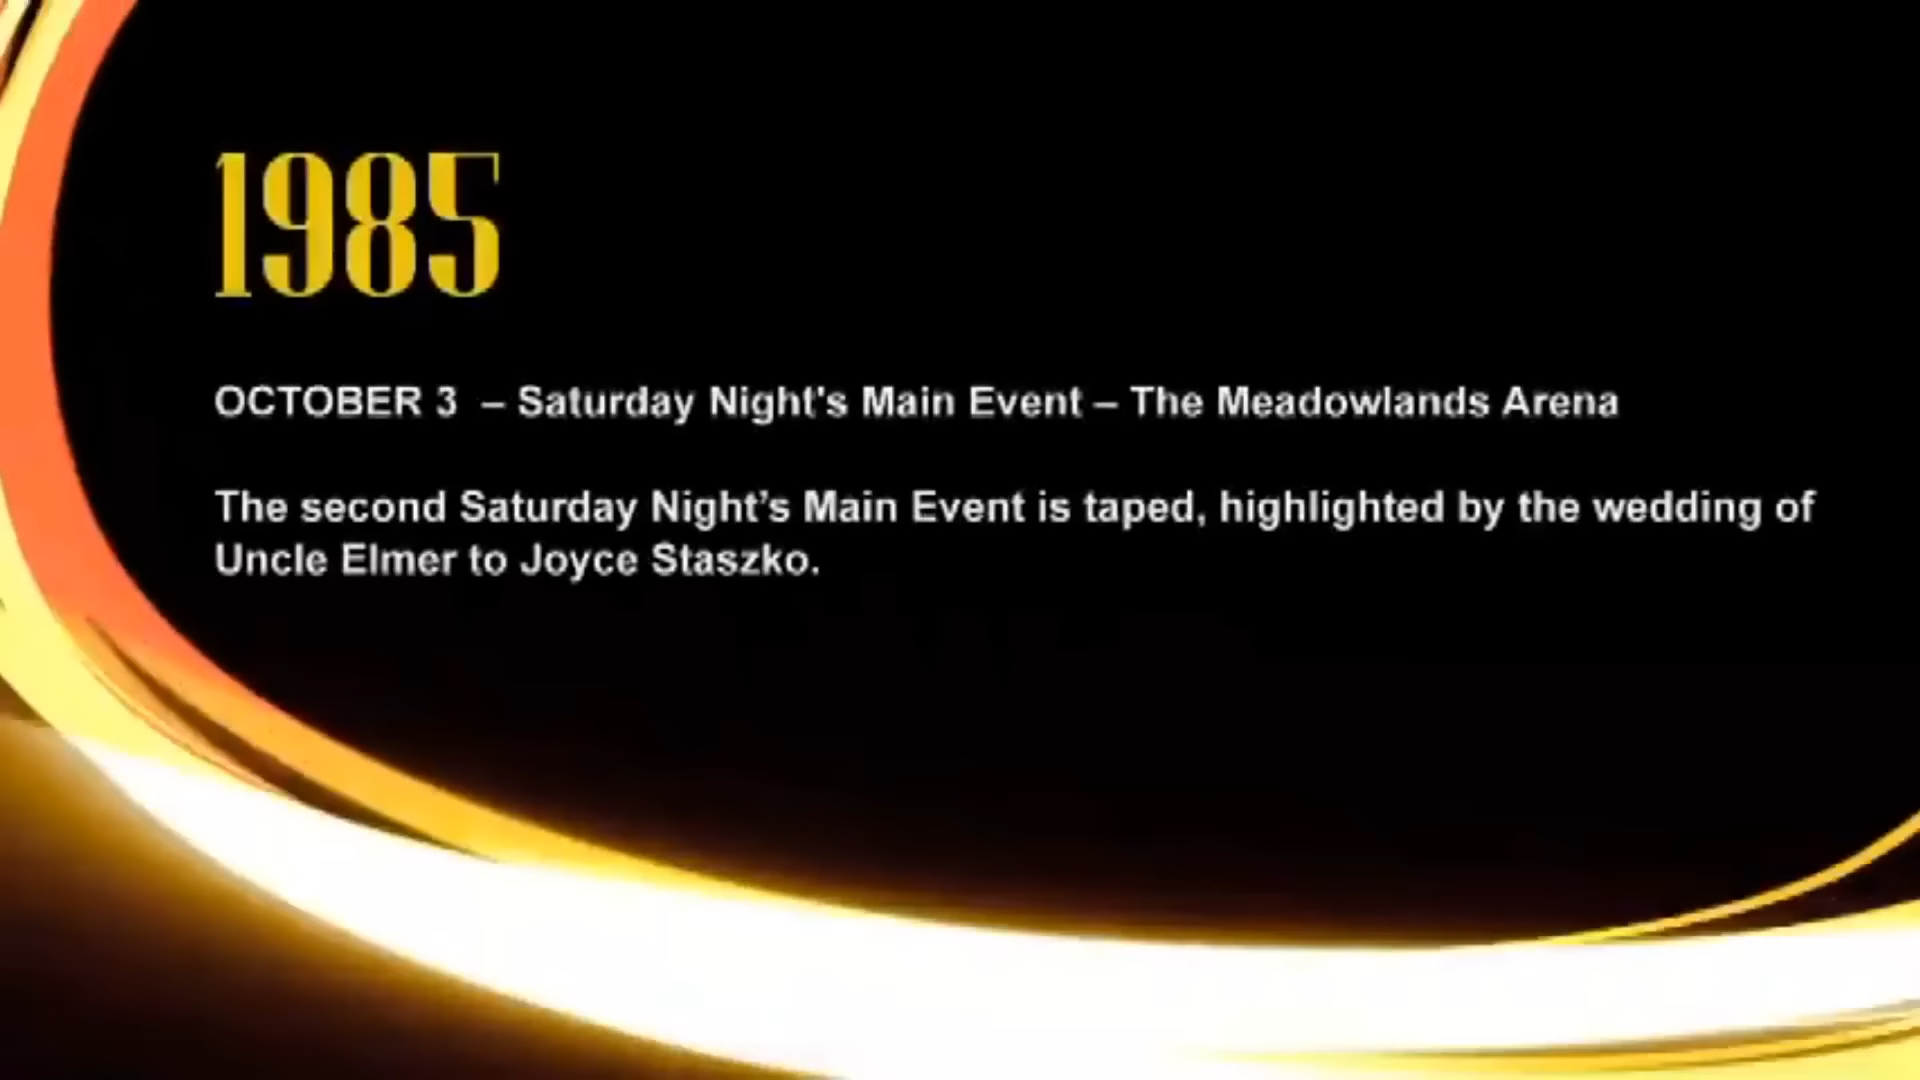 1985
OCTOBER 3 – Saturday Night's Main Event – The Meadowlands Arena
The second Saturday Night’s Main Event is taped, highlighted by the wedding of
Uncle Elmer to Joyce Staszko.